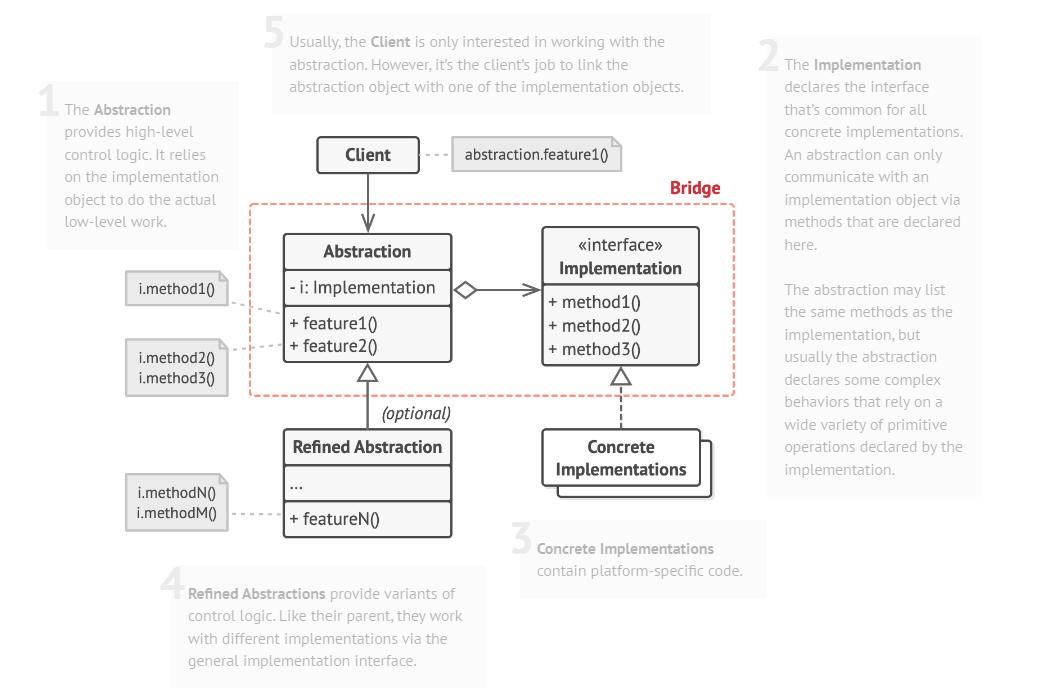 5
Usually, the Client is only interested in working with the
abstraction. However, it's the client's job to link the
abstraction object with one of the implementation objects.
1
The Abstraction
provides high-level
control logic. It relies
on the implementation
object to do the actual
low-level work.
2
The Implementation
declares the interface
that's common for all
concrete implementations.
An abstraction can only
communicate with an
implementation object via
methods that are declared
here.
The abstraction may list
the same methods as the
implementation, but
usually the abstraction
declares some complex
behaviors that rely on a
wide variety of primitive
operations declared by the
implementation.
Client
abstraction.feature1()
Bridge
Abstraction
- i: Implementation
+ feature1()
+ feature2()
i.method1()
i.method2()
i.method3()
«interface»
Implementation
+ method1()
+ method2()
+ method3()
(optional)
Refined Abstraction
...
+ featureN()
i.methodN()
i.methodM()
Concrete
Implementations
3
Concrete Implementations
contain platform-specific code.
4
Refined Abstractions provide variants of
control logic. Like their parent, they work
with different implementations via the
general implementation interface.